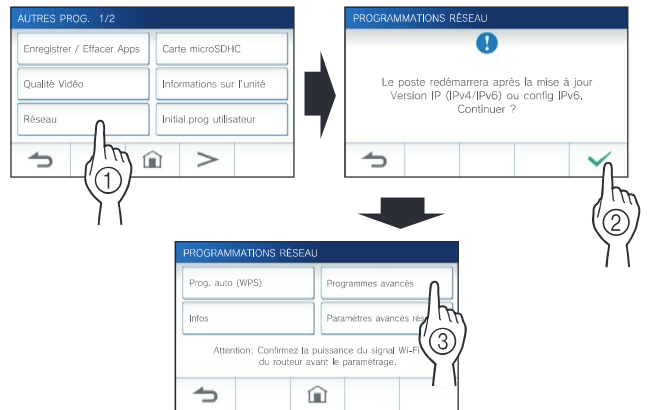 AUTRES PROG. 1/2
Enregistrer / Effacer Apps
Carte microSDHC
Qualité Vidéo
Informations sur l'unité
Réseau
Initial.prog utilisateur
1
PROGRAMMATIONS RÉSEAU
Le poste redémarrera après la mise à jour
Version IP (IPv4/IPv6) ou config IPv6.
Continuer ?
2
PROGRAMMATIONS RÉSEAU
Prog. auto (WPS)
Programmes avancés
Infos
Paramètres avancés
Attention: Confirmez la puissance du signal Wi-Fi
du routeur avant le paramétrage.
3